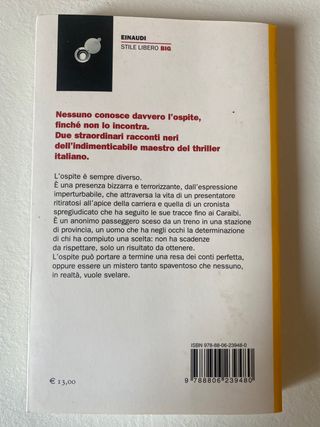 EINAUDI
STILE LIBERO BIG
Nessuno conosce davvero l'ospite,
finché non lo incontra.
Due straordinari racconti neri
dell'indimenticabile maestro del thriller
italiano.
L'ospite è sempre diverso.
È una presenza bizzarra e terrorizzante, dall'espressione
imperturbabile, che attraversa la vita di un presentatore
ritiratosi all'apice della carriera e quella di un cronista
spregiudicato che ha seguito le sue tracce fino ai Caraibi.
È un anonimo passeggero sceso da un treno in una stazione
di provincia, un uomo che ha negli occhi la determinazione
di chi ha compiuto una scelta: non ha scadenze
da rispettare, solo un risultato da ottenere.
L'ospite può portare a termine una resa dei conti perfetta,
oppure essere un mistero tanto spaventoso che nessuno,
in realtà, vuole svelare.
ISBN 978-88-06-23948-0
€ 13,00
9 788806 239480